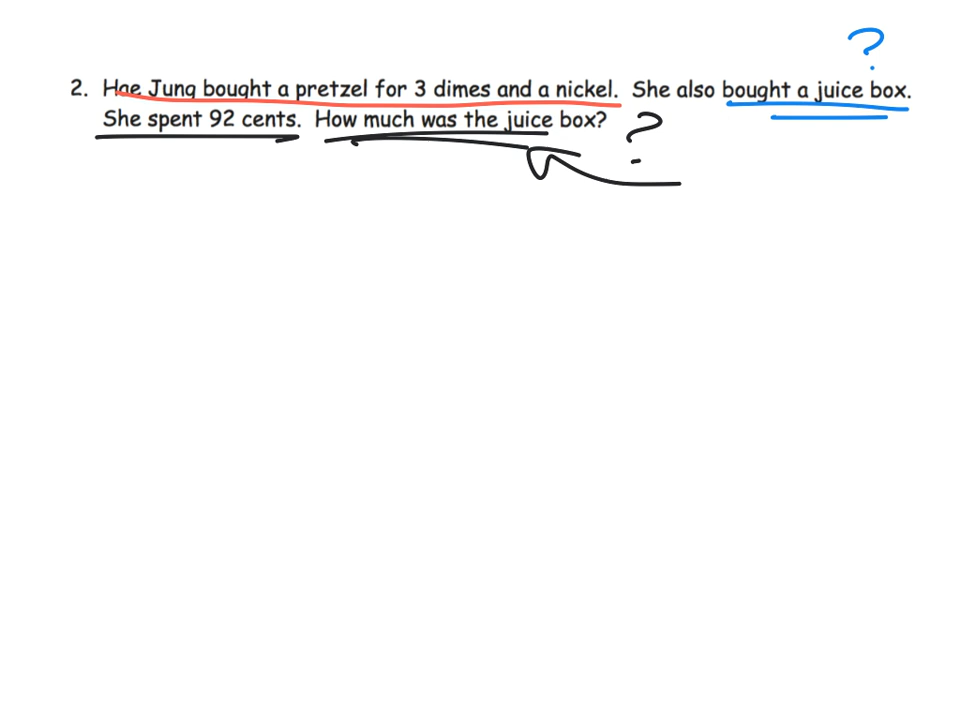 ?
2. Hae Jung bought a pretzel for 3 dimes and a nickel. She also bought a juice box.
She spent 92 cents. How much was the juice box? ?